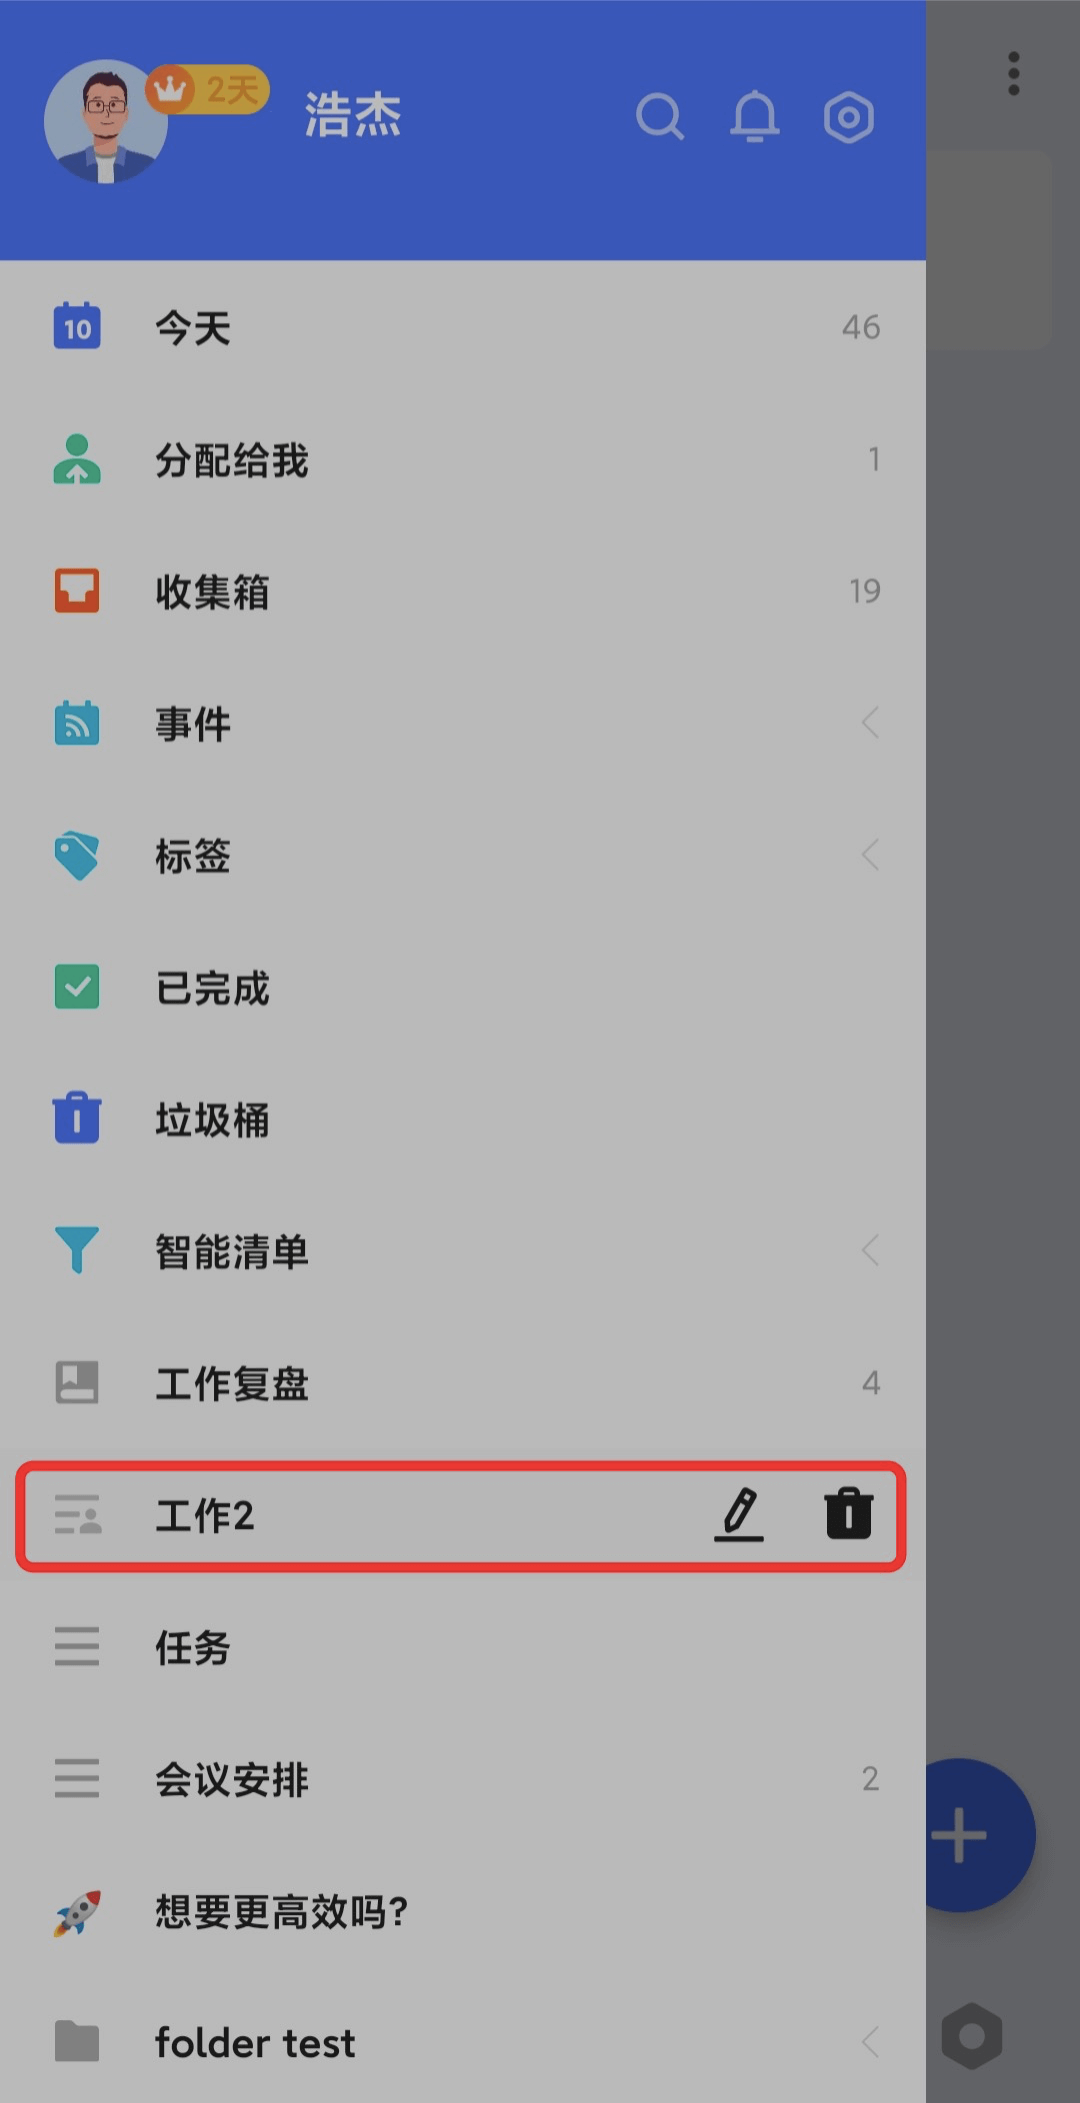 2天
浩杰
10 今天 46
分配给我 1
收集箱 19
事件
标签
已完成
垃圾桶
智能清单
工作复盘 4
工作2
任务
会议安排 2
想要更高效吗?
folder test